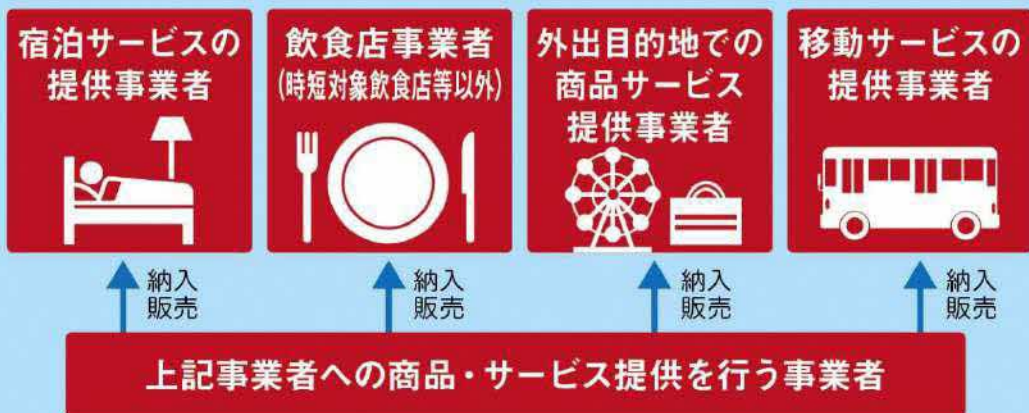 宿泊サービスの
提供事業者
飲食店事業者
(時短対象飲食店等以外)
外出目的地での
商品サービス
提供事業者
移動サービスの
提供事業者
納入
販売
納入
販売
納入
販売
納入
販売
上記事業者への商品・サービス提供を行う事業者